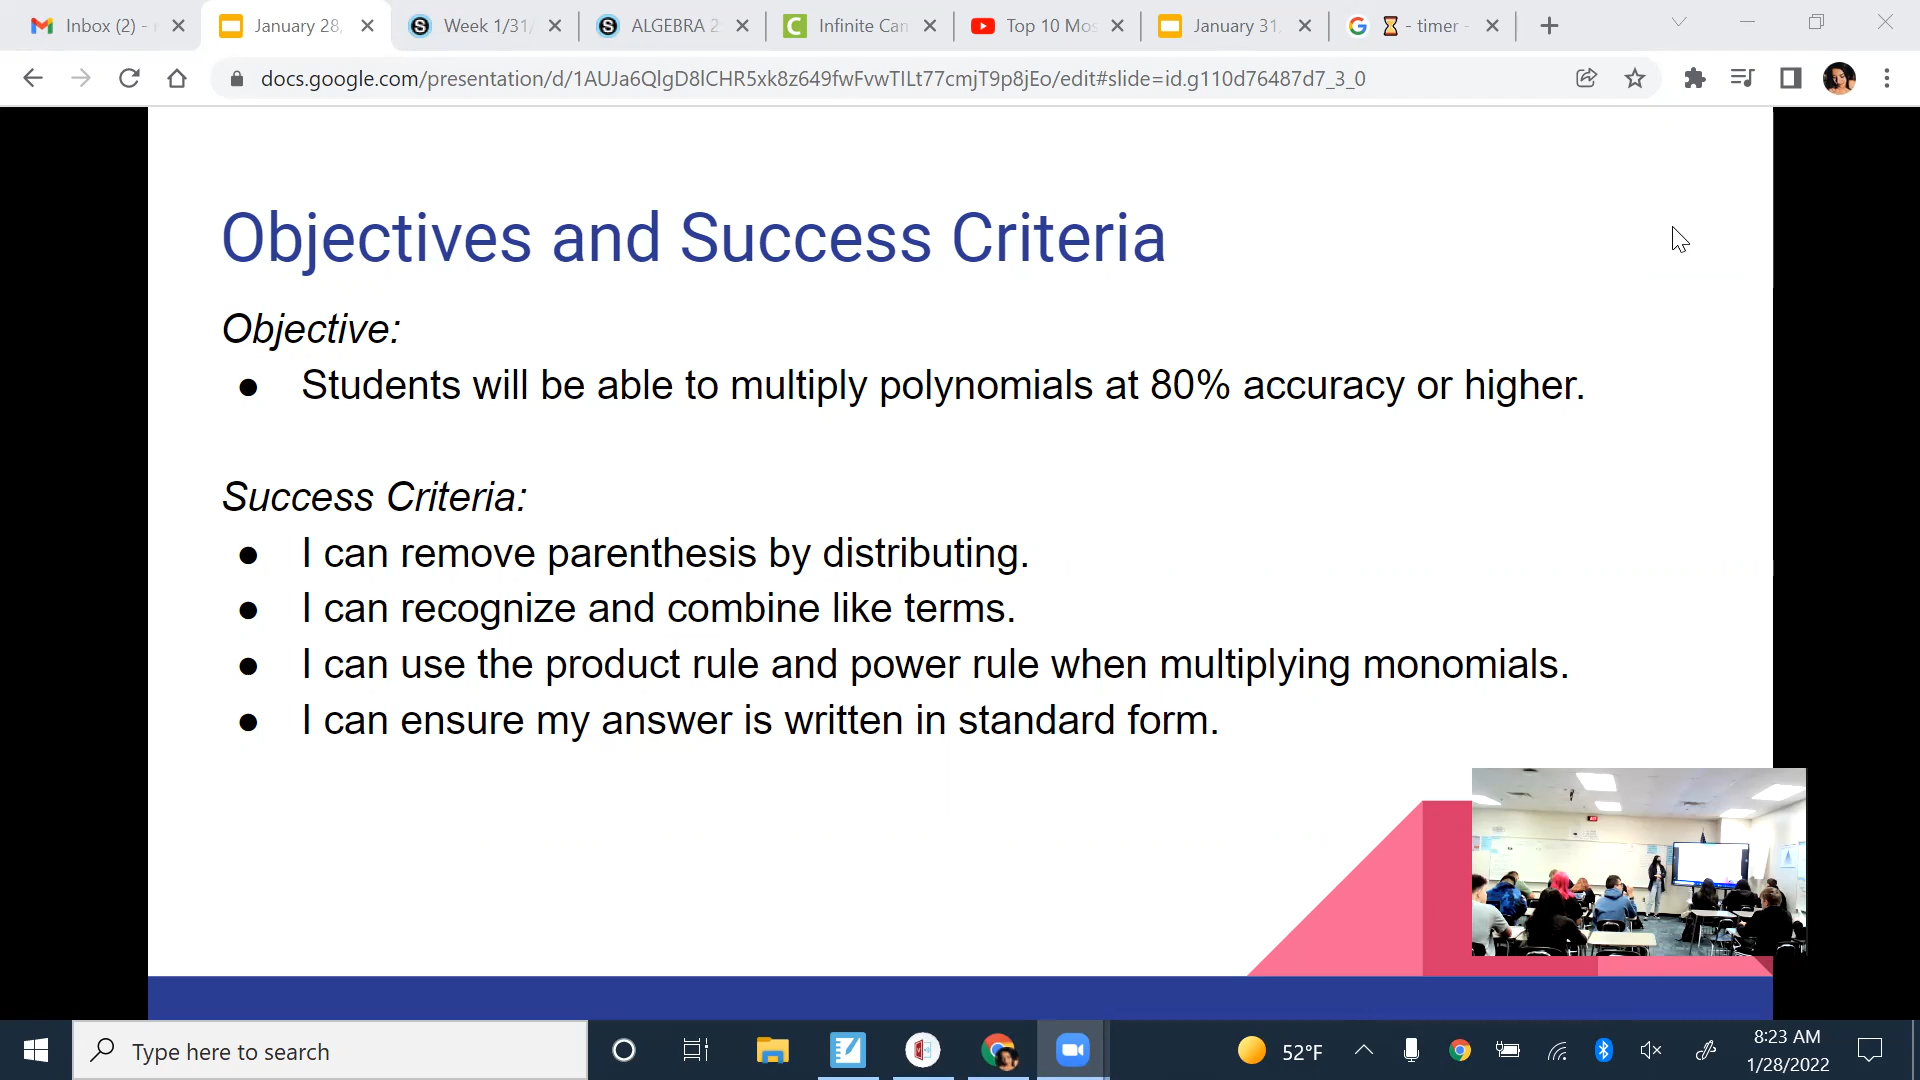 Inbox (2) -
January 28,
Week 1/31/
ALGEBRA 2
Infinite Can
Top 10 Mos
January 31,
- timer -
docs.google.com/presentation/d/1AUJa6QlgD8lCHR5xk8z649fwFvwTILt77cmjT9p8jEo/edit#slide=id.g110d76487d7_3_0
Objectives and Success Criteria
Objective:
● Students will be able to multiply polynomials at 80% accuracy or higher.
Success Criteria:
● I can remove parenthesis by distributing.
● I can recognize and combine like terms.
● I can use the product rule and power rule when multiplying monomials.
● I can ensure my answer is written in standard form.
Type here to search
52°F
8:23 AM
1/28/2022